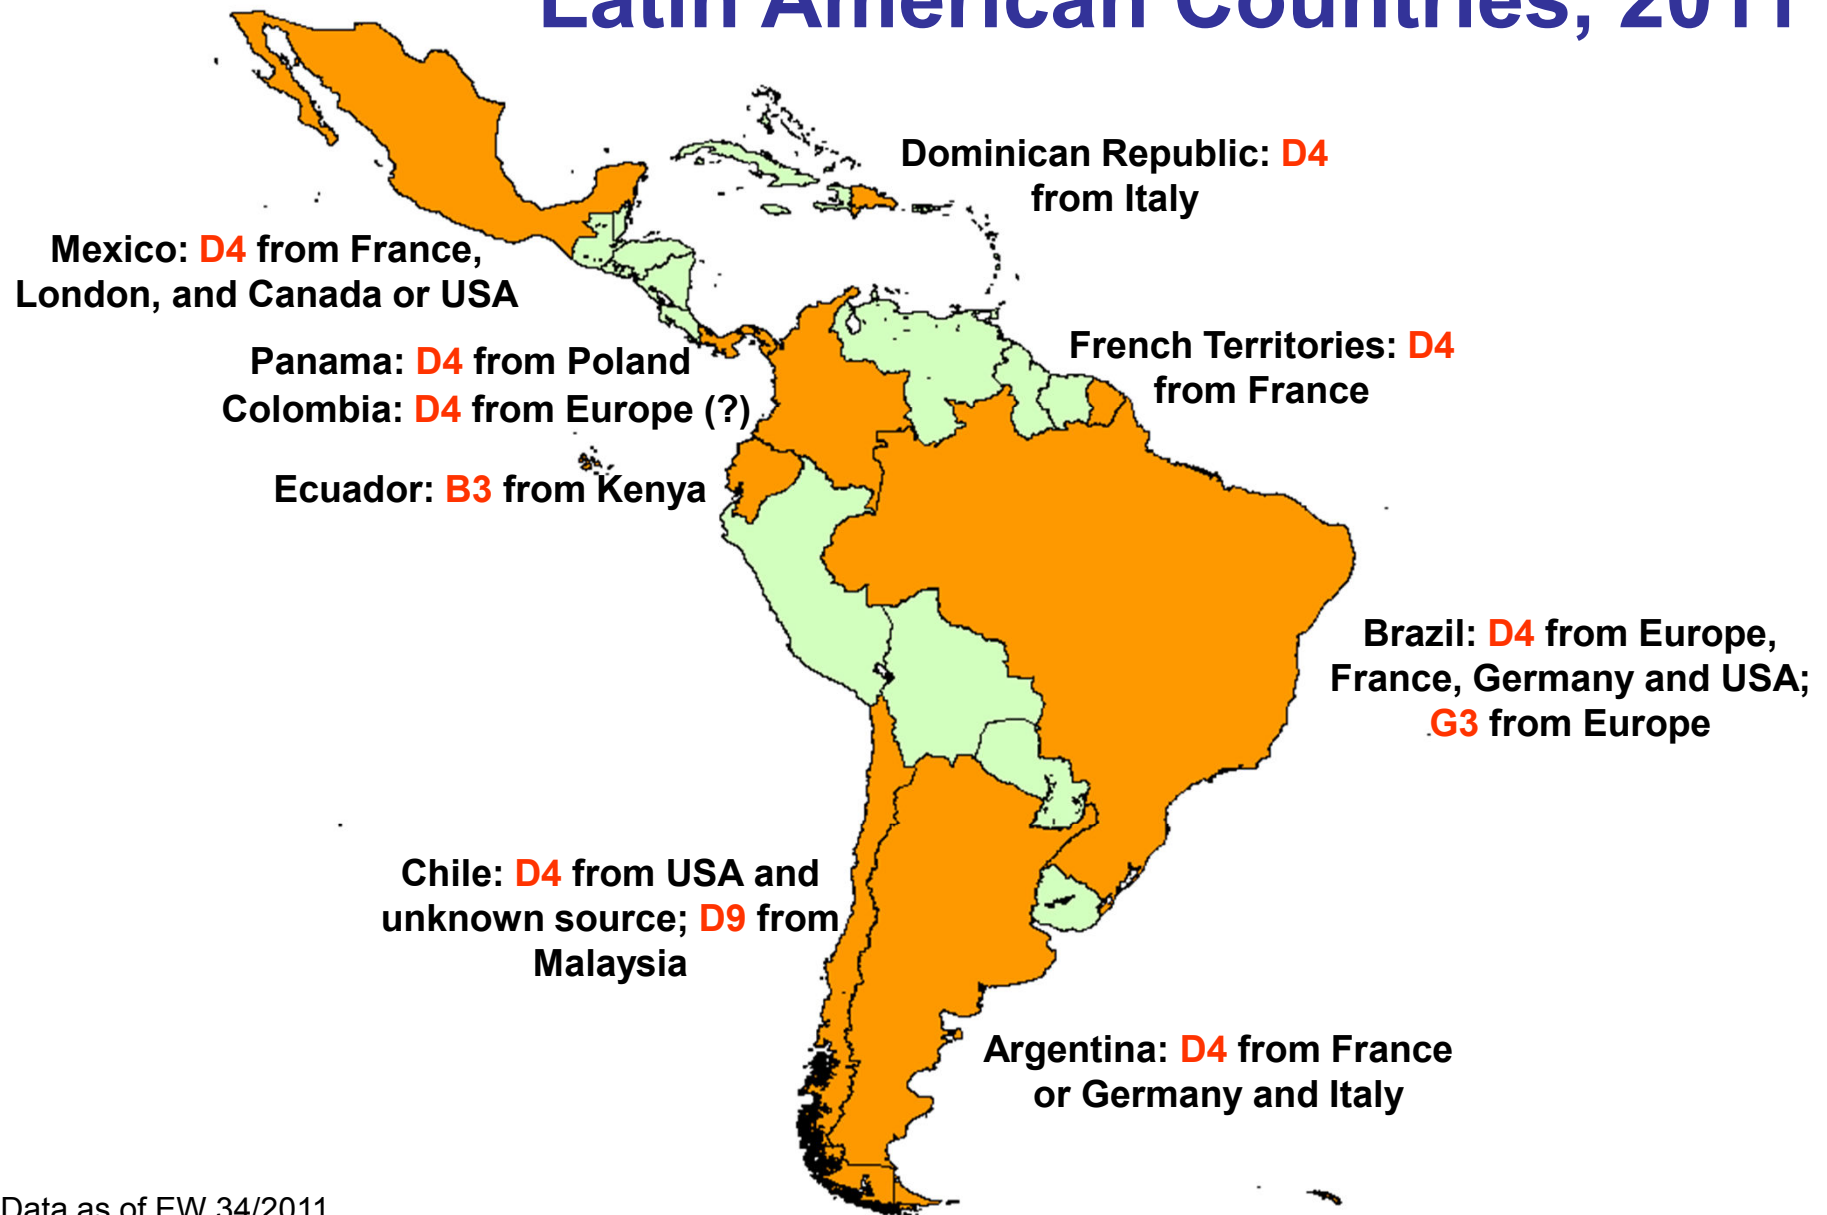 Latin American Countries, 2011
Dominican Republic: D4
from Italy
Mexico: D4 from France,
London, and Canada or USA
French Territories: D4
from France
Panama: D4 from Poland
Colombia: D4 from Europe (?)
Ecuador: B3 from Kenya
Brazil: D4 from Europe,
France, Germany and USA;
G3 from Europe
Chile: D4 from USA and
unknown source; D9 from
Malaysia
Argentina: D4 from France
or Germany and Italy
Data as of EW 34/2011